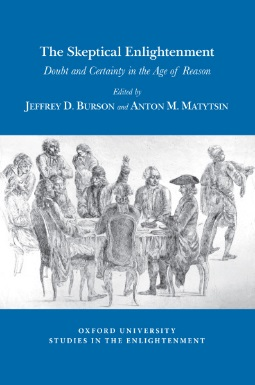 The Skeptical Enlightenment
Doubt and Certainty in the Age of Reason
Edited by
JEFFREY D. BURSON and ANTON M. MATYTSIN
OXFORD UNIVERSITY
STUDIES IN THE ENLIGHTENMENT